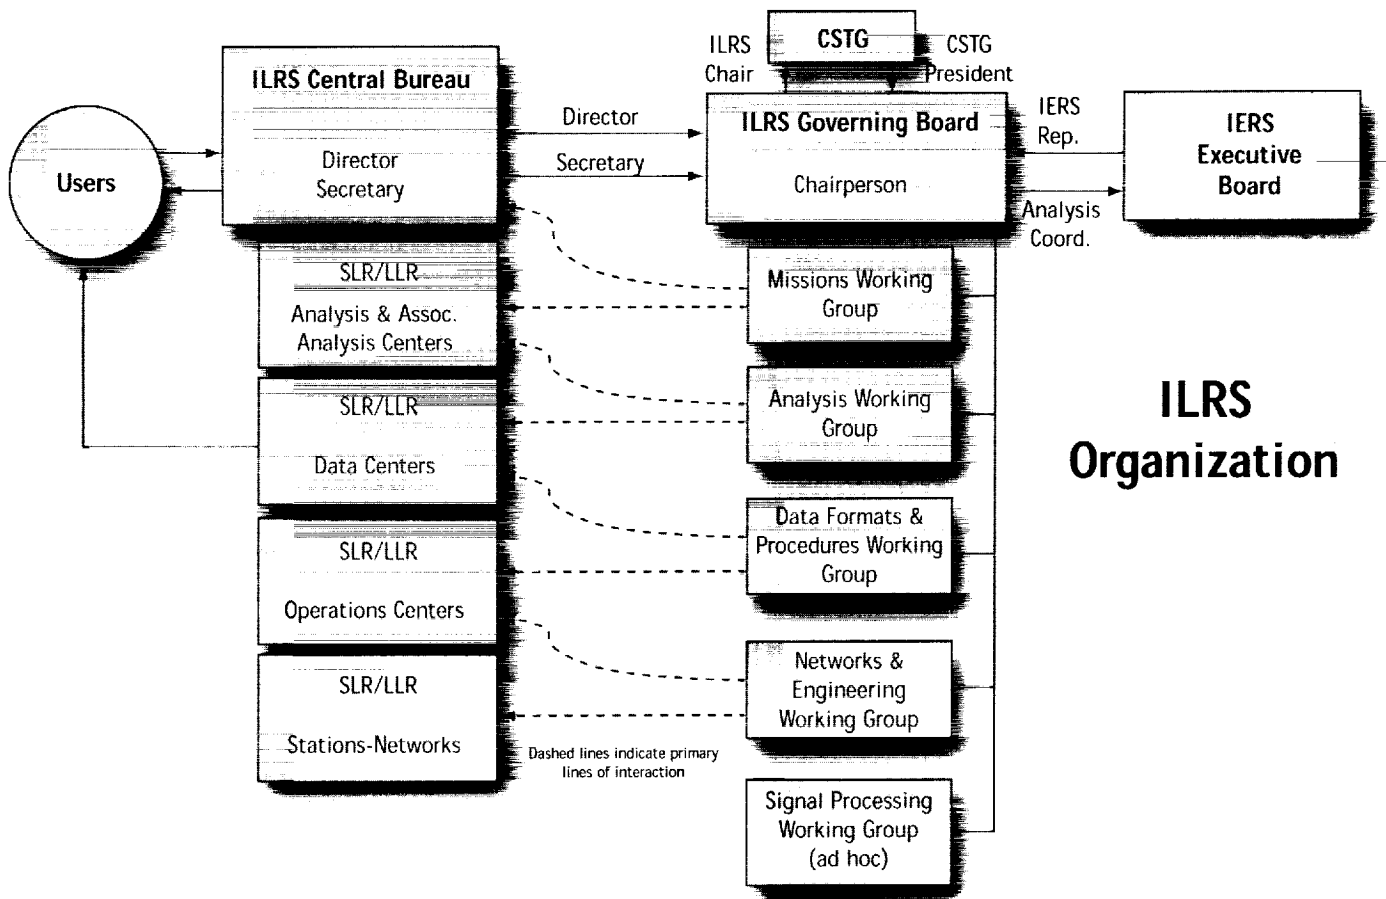 CSTG
ILRS
Chair
CSTG
President
ILRS Central Bureau
Director
Secretary
Users
Director
Secretary
ILRS Governing Board
Chairperson
IERS
Rep.
Analysis
Coord.
IERS
Executive
Board
SLR/LLR
Analysis & Assoc.
Analysis Centers
SLR/LLR
Data Centers
SLR/LLR
Operations Centers
SLR/LLR
Stations-Networks
Missions Working
Group
Analysis Working
Group
Data Formats &
Procedures Working
Group
Networks &
Engineering
Working Group
Signal Processing
Working Group
(ad hoc)
Dashed lines indicate primary
lines of interaction
ILRS
Organization